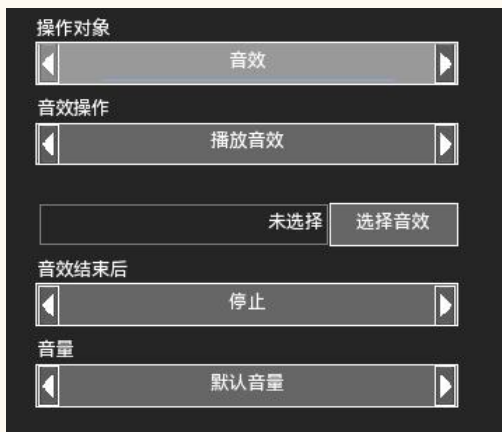 操作对象
音效
音效操作
播放音效
未选择 选择音效
音效结束后
停止
音量
默认音量